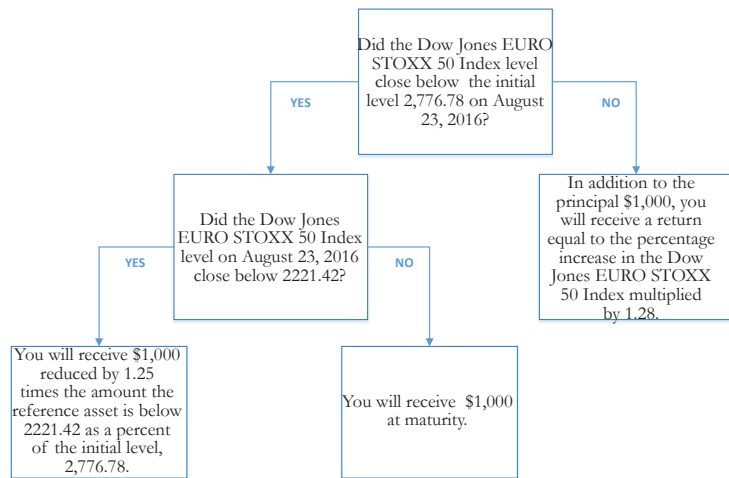 Did the Dow Jones EURO
STOXX 50 Index level
close below the initial
level 2,776.78 on August
23, 2016?
YES
NO
Did the Dow Jones
EURO STOXX 50 Index
level on August 23, 2016
close below 2221.42?
In addition to the
principal $1,000, you
will receive a return
equal to the percentage
increase in the Dow
Jones EURO STOXX
50 Index multiplied
by 1.28.
YES
NO
You will receive $1,000
reduced by 1.25
times the amount the
reference asset is below
2221.42 as a percent
of the initial level,
2,776.78.
You will receive $1,000
at maturity.